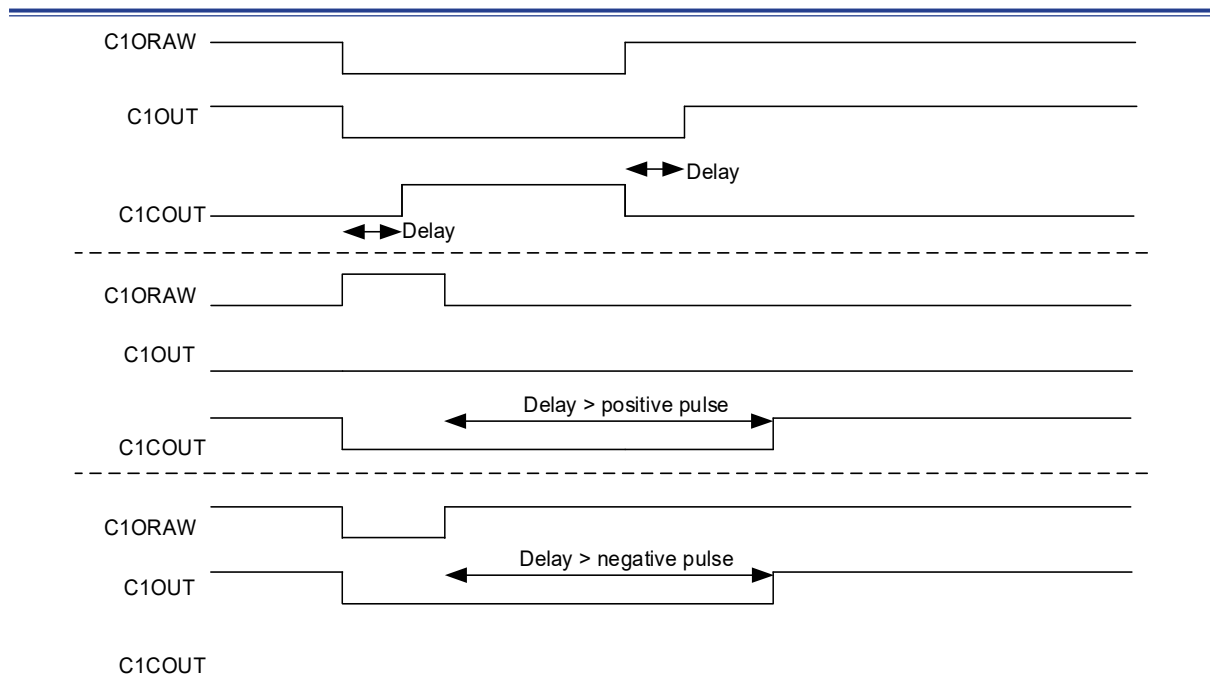 C1ORAW
C1OUT
Delay
C1COUT
Delay
C1ORAW
C1OUT
Delay > positive pulse
C1COUT
C1ORAW
Delay > negative pulse
C1OUT
C1COUT